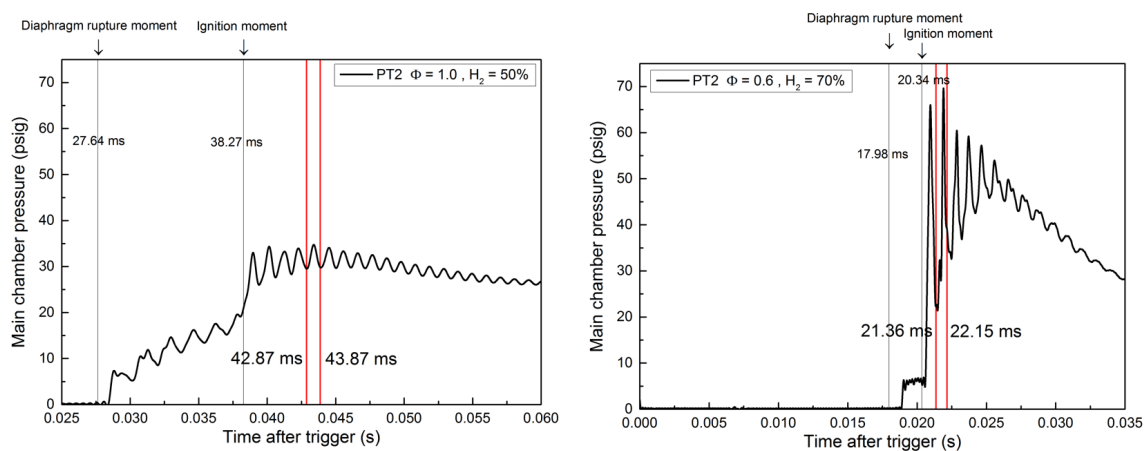 Diaphragm rupture moment
Ignition moment
PT2 Φ = 1.0 , H₂ = 50%
27.64 ms
38.27 ms
42.87 ms
43.87 ms
Main chamber pressure (psig)
70
60
50
40
30
20
10
0
0.025 0.030 0.035 0.040 0.045 0.050 0.055 0.060
Time after trigger (s)
Diaphragm rupture moment
Ignition moment
PT2 Φ = 0.6 , H₂ = 70%
20.34 ms
17.98 ms
21.36 ms
22.15 ms
Main chamber pressure (psig)
70
60
50
40
30
20
10
0
0.000 0.005 0.010 0.015 0.020 0.025 0.030 0.035
Time after trigger (s)